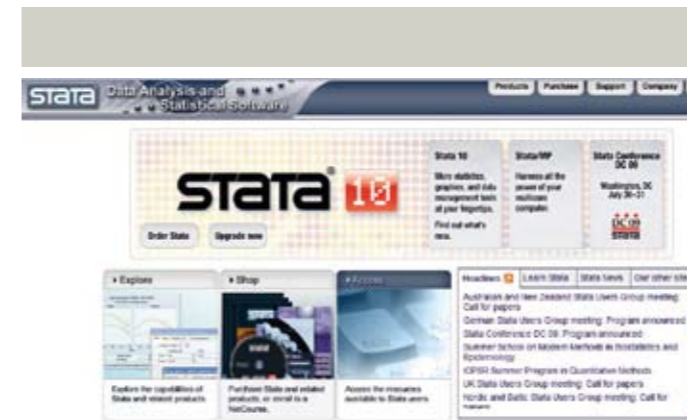 STATA Data Analysis and
Statistical Software
Products Purchase Support Company
STATA 10
Order Stata Upgrade now
Stata 10
More statistics, graphics, and data management tools at your fingertips.
Find out what's new.
Stata/MP
Harness all the power of your multicore computer.
Stata Conference
DC 09
Washington, DC
July 30–31
DC 09
STATA
Explore
Explore the capabilities of
Stata and related products
Shop
Purchase Stata and related
products, or enroll in a
NetCourse.
Access
Access the resources
available to Stata users
Headlines Learn Stata Stata News Our other site
Australian and New Zealand Stata Users Group meeting:
Call for papers
German Stata Users Group meeting: Program announced
Stata Conference DC 09: Program announced
Summer School on Modern Methods in Biostatistics and
Epidemiology
ICPSR Summer Program in Quantitative Methods
UK Stata Users Group meeting: Call for papers
Nordic and Baltic Stata Users Group meeting: Call for